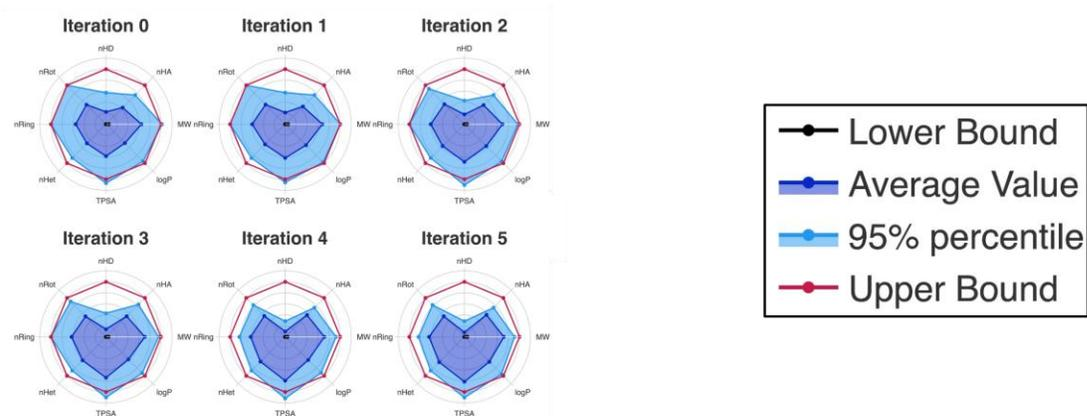 Iteration 0
nHD
nRot
nHA
nRing
MW
nHet
logP
TPSA
Iteration 1
nHD
nRot
nHA
nRing
MW
nHet
logP
TPSA
Iteration 2
nHD
nRot
nHA
nRing
MW
nHet
logP
TPSA
Iteration 3
nHD
nRot
nHA
nRing
MW
nHet
logP
TPSA
Iteration 4
nHD
nRot
nHA
nRing
MW
nHet
logP
TPSA
Iteration 5
nHD
nRot
nHA
nRing
MW
nHet
logP
TPSA
Lower Bound
Average Value
95% percentile
Upper Bound